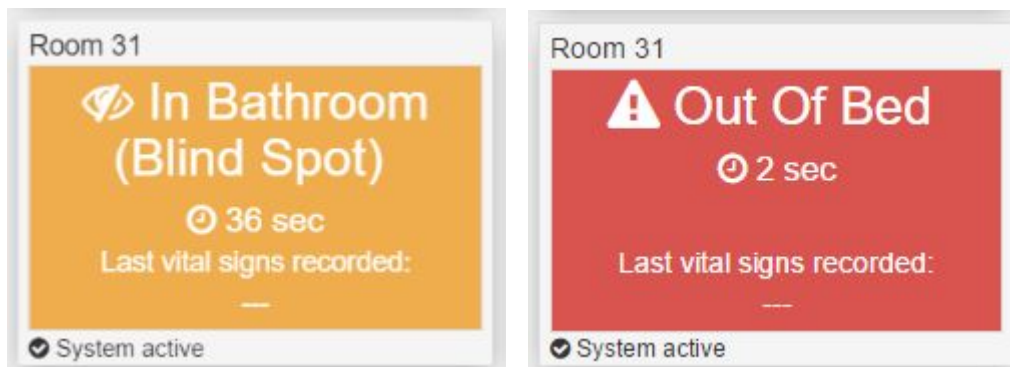 Room 31
In Bathroom
(Blind Spot)
36 sec
Last vital signs recorded:
---
System active
Room 31
Out Of Bed
2 sec
Last vital signs recorded:
---
System active